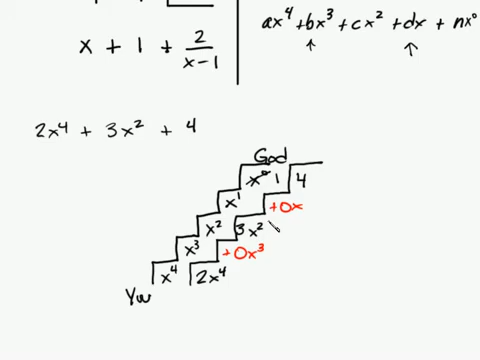 x + 1 + 2/(x-1)
ax⁴ + bx³ + cx² + dx + nx⁰
↑ ↑
2x⁴ + 3x² + 4
God
x⁰ 1 4
x¹ +0x
x² 3x²
x³ +0x³
x⁴ 2x⁴
You